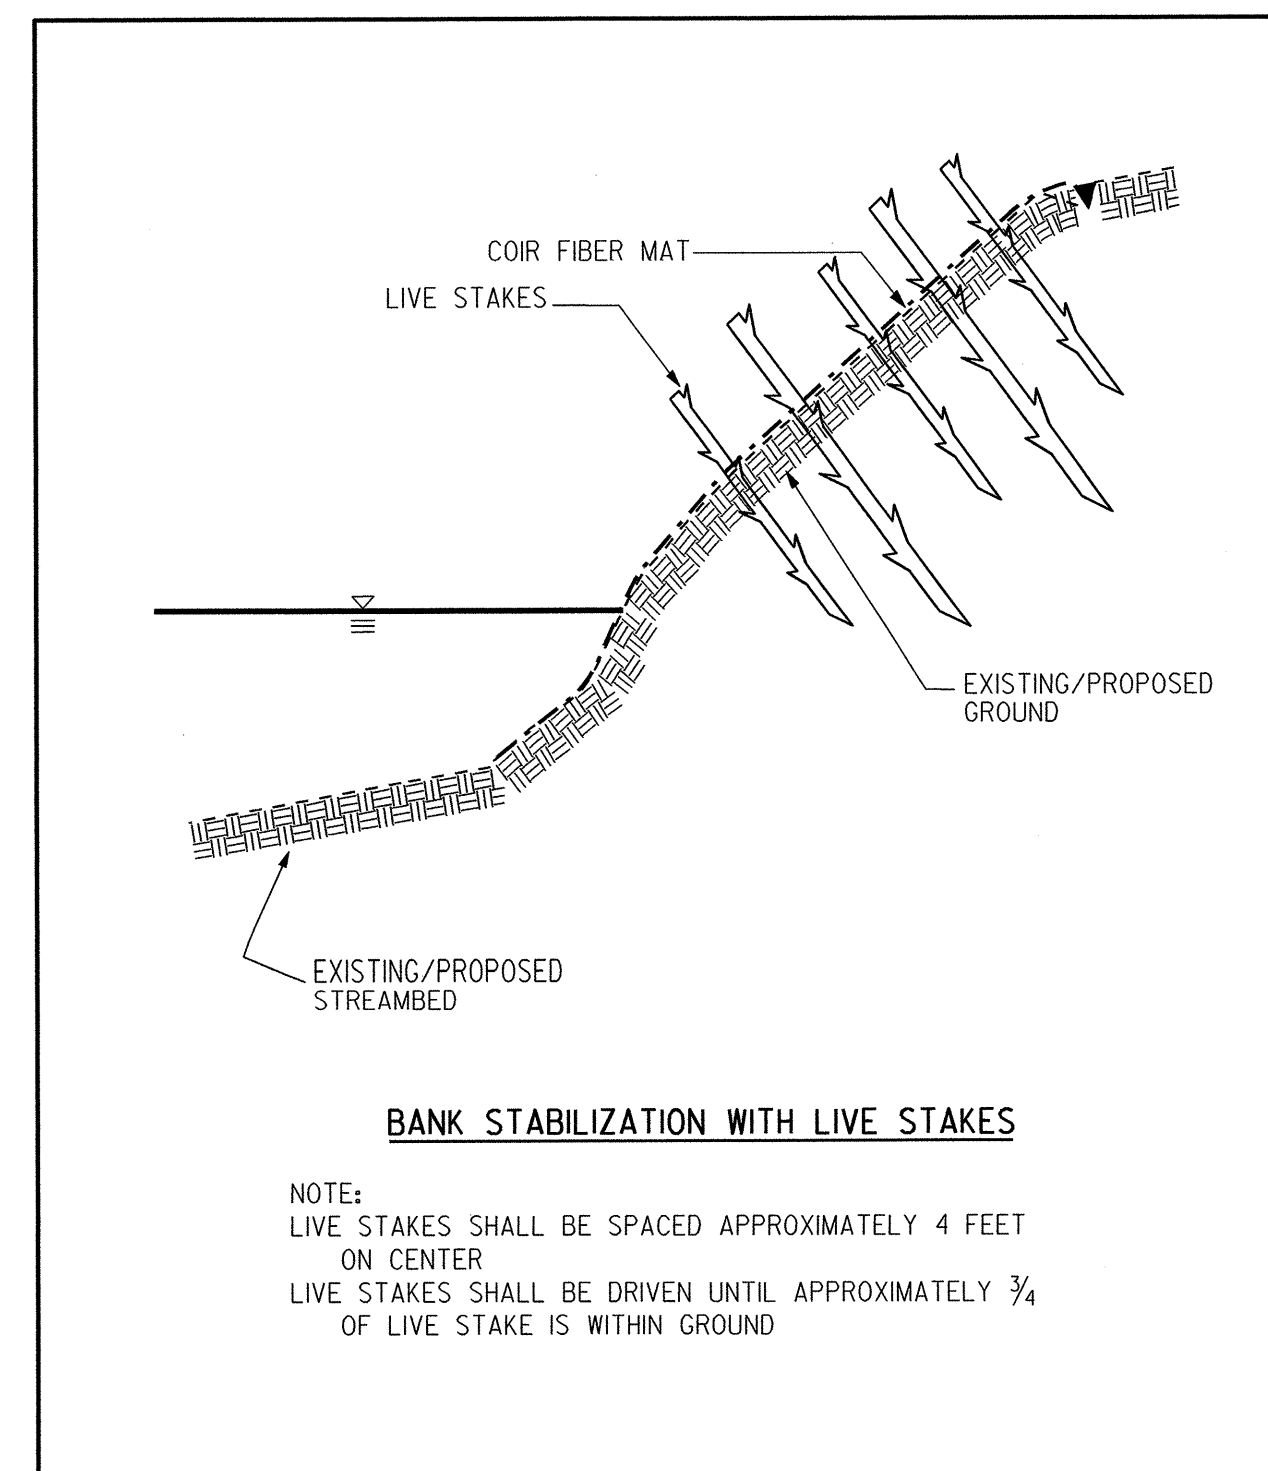 COIR FIBER MAT
LIVE STAKES
EXISTING/PROPOSED
GROUND
EXISTING/PROPOSED
STREAMBED
BANK STABILIZATION WITH LIVE STAKES
NOTE:
LIVE STAKES SHALL BE SPACED APPROXIMATELY 4 FEET
ON CENTER
LIVE STAKES SHALL BE DRIVEN UNTIL APPROXIMATELY 3/4
OF LIVE STAKE IS WITHIN GROUND